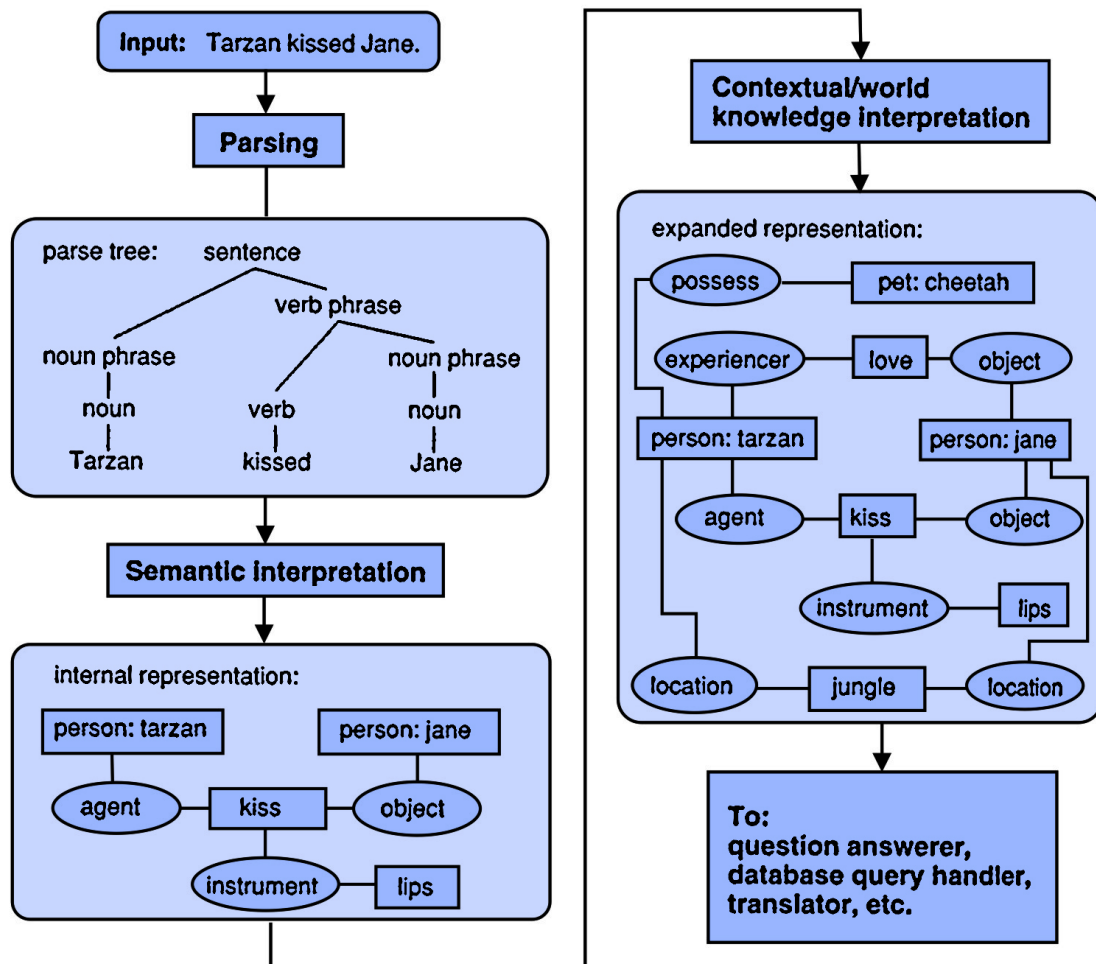 Input: Tarzan kissed Jane.
Parsing
parse tree: sentence
verb phrase
noun phrase noun phrase
noun verb noun
Tarzan kissed Jane
Semantic interpretation
internal representation:
person: tarzan person: jane
agent kiss object
instrument lips
Contextual/world
knowledge interpretation
expanded representation:
possess pet: cheetah
experiencer love object
person: tarzan person: jane
agent kiss object
instrument lips
location jungle location
To:
question answerer,
database query handler,
translator, etc.